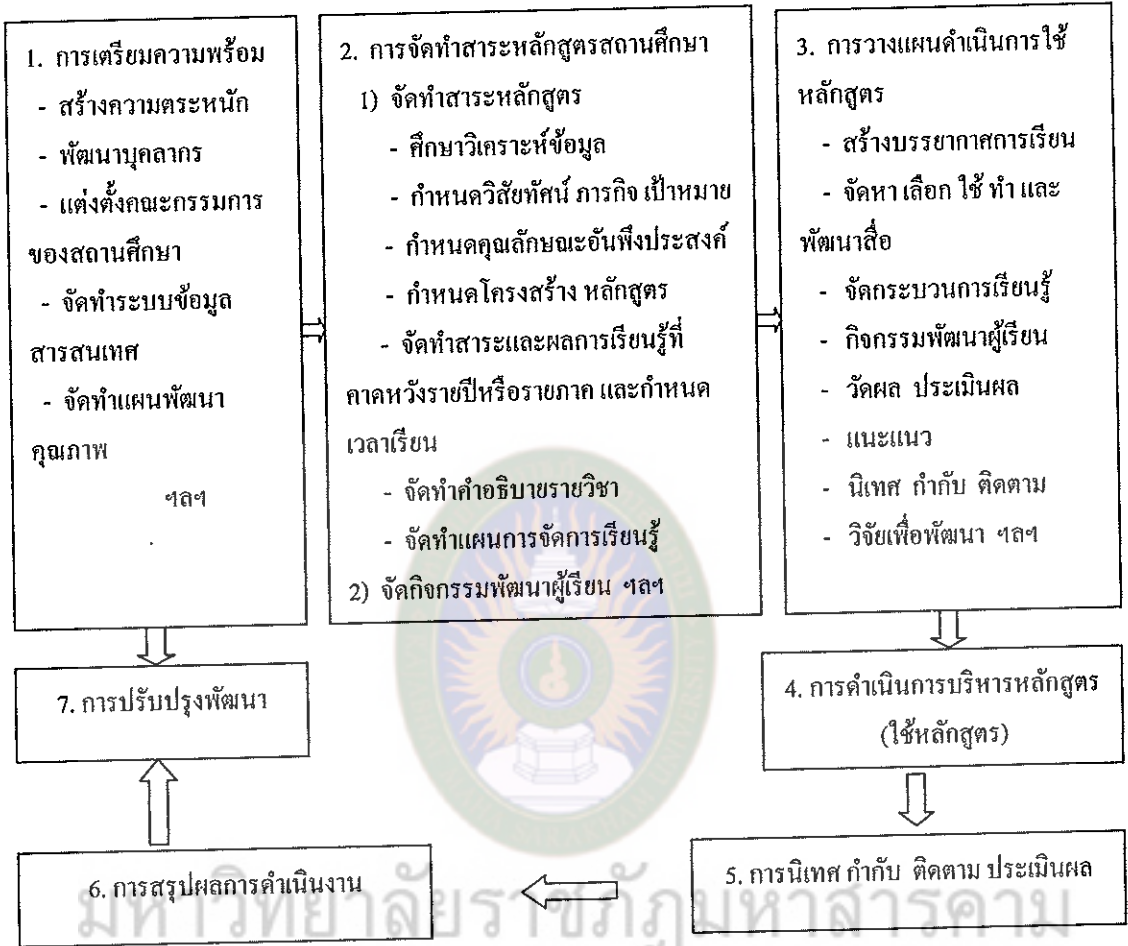 1. การเตรียมความพร้อม
- สร้างความตระหนัก
- พัฒนาบุคลากร
- แต่งตั้งคณะกรรมการ
ของสถานศึกษา
- จัดทำระบบข้อมูล
สารสนเทศ
- จัดทำแผนพัฒนา
คุณภาพ
ฯลฯ
2. การจัดทำสาระหลักสูตรสถานศึกษา
1) จัดทำสาระหลักสูตร
- ศึกษาวิเคราะห์ข้อมูล
- กำหนดวิสัยทัศน์ ภารกิจ เป้าหมาย
- กำหนดคุณลักษณะอันพึงประสงค์
- กำหนดโครงสร้าง หลักสูตร
- จัดทำสาระและผลการเรียนรู้ที่
คาดหวังรายปีหรือรายภาค และกำหนด
เวลาเรียน
- จัดทำคำอธิบายรายวิชา
- จัดทำแผนการจัดการเรียนรู้
2) จัดกิจกรรมพัฒนาผู้เรียน ฯลฯ
3. การวางแผนดำเนินการใช้
หลักสูตร
- สร้างบรรยากาศการเรียน
- จัดหา เลือก ใช้ ทำ และ
พัฒนาสื่อ
- จัดกระบวนการเรียนรู้
- กิจกรรมพัฒนาผู้เรียน
- วัดผล ประเมินผล
- แนะแนว
- นิเทศ กำกับ ติดตาม
- วิจัยเพื่อพัฒนา ฯลฯ
7. การปรับปรุงพัฒนา
4. การดำเนินการบริหารหลักสูตร
(ใช้หลักสูตร)
6. การสรุปผลการดำเนินงาน
5. การนิเทศ กำกับ ติดตาม ประเมินผล
มหาวิทยาลัยราชภัฏมหาสารคาม